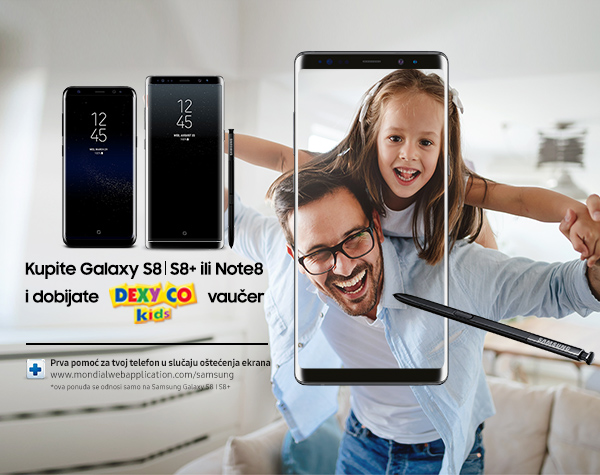 12
45
12
45
Kupite Galaxy S8 | S8+ ili Note8
i dobijate DEXY CO kids vaučer
Prva pomoć za tvoj telefon u slučaju oštećenja ekrana
www.mondialwebapplication.com/samsung
*ova ponuda se odnosi samo na Samsung Galaxy S8 I S8+
SAMSUNG